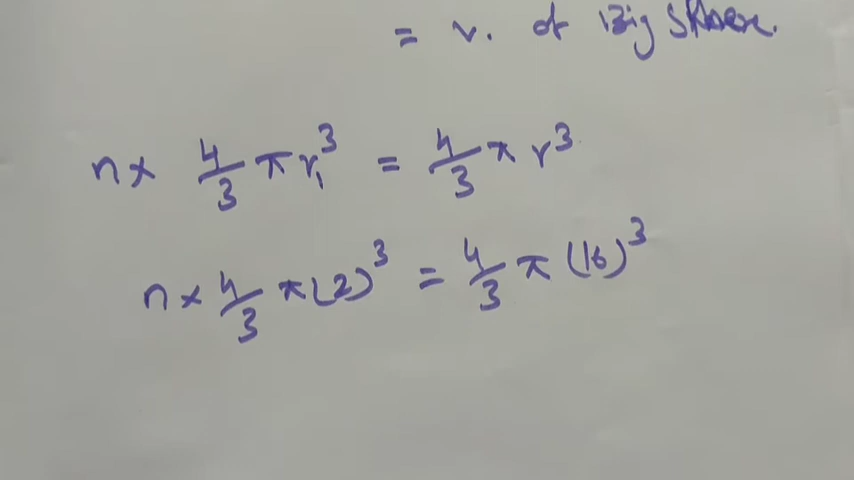 = v. of Big Sphere.
n × 4/3 π r₁³ = 4/3 π r³
n × 4/3 π (2)³ = 4/3 π (16)³